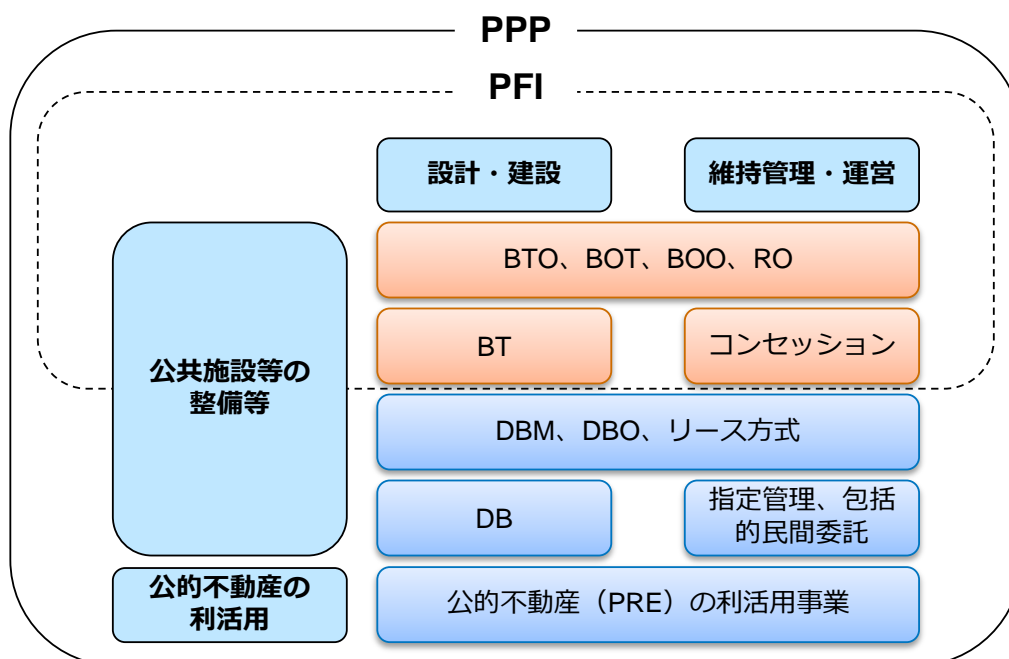 PPP
PFI
設計・建設
維持管理・運営
公共施設等の
整備等
BTO、BOT、BOO、RO
BT
コンセッション
DBM、DBO、リース方式
DB
指定管理、包括
的民間委託
公的不動産の
利活用
公的不動産（PRE）の利活用事業